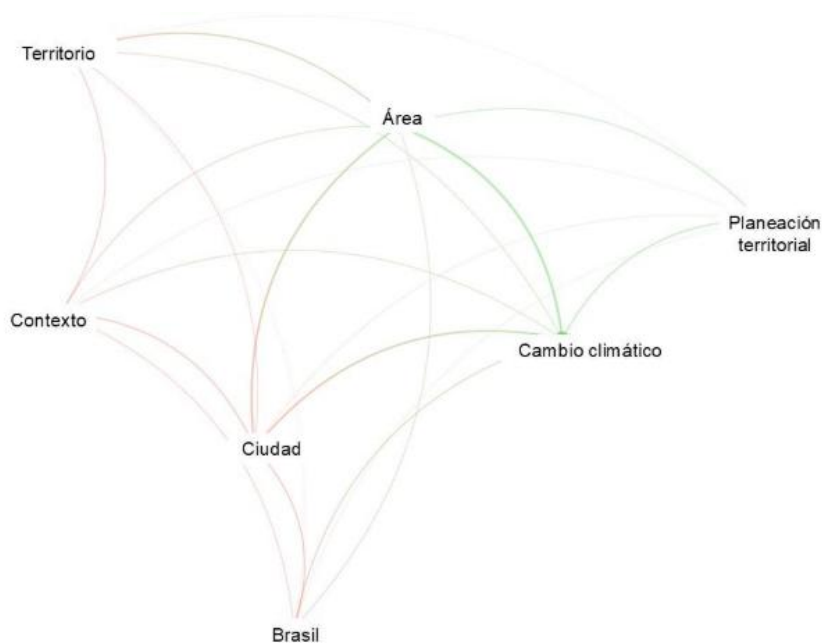 Territorio
Área
Planeación
territorial
Contexto
Cambio climático
Ciudad
Brasil